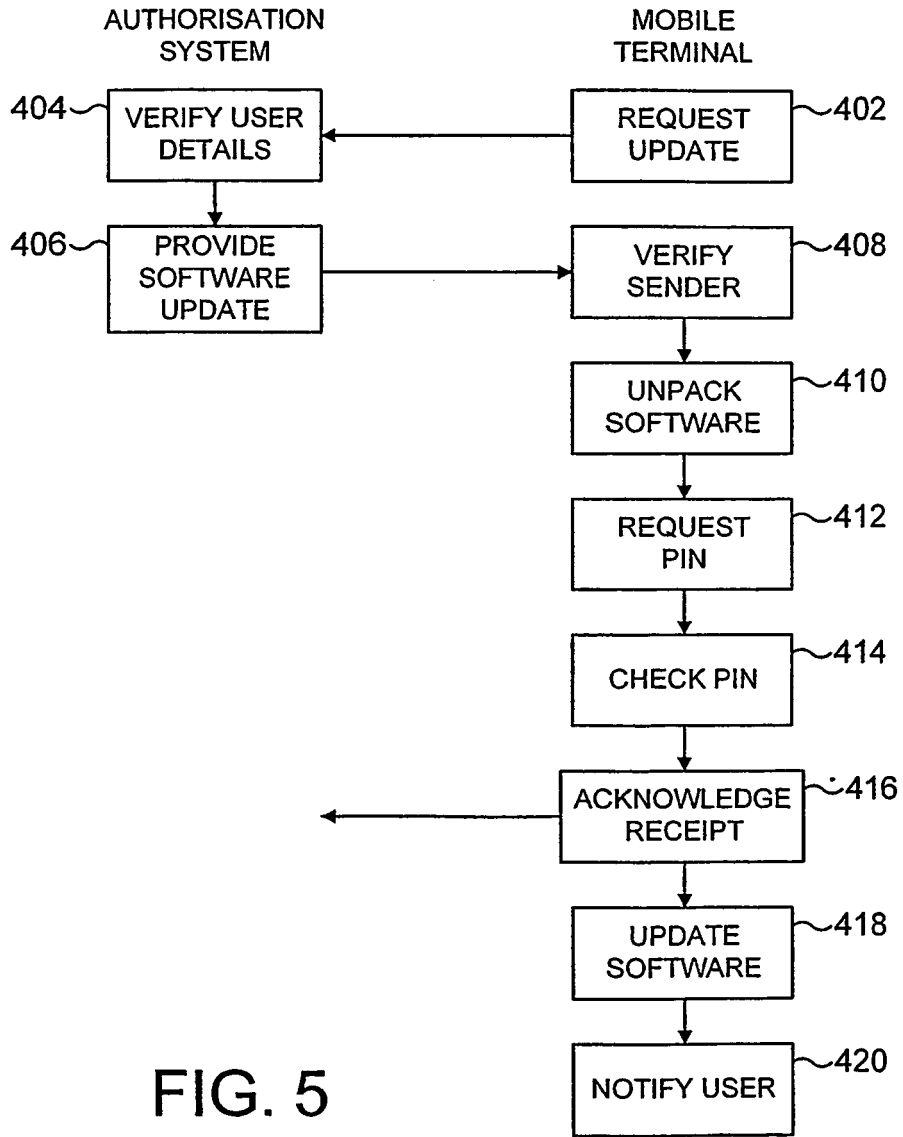 AUTHORISATION
SYSTEM
MOBILE
TERMINAL
404
VERIFY USER
DETAILS
REQUEST
UPDATE
402
406
PROVIDE
SOFTWARE
UPDATE
VERIFY
SENDER
408
UNPACK
SOFTWARE
410
REQUEST
PIN
412
CHECK PIN
414
ACKNOWLEDGE
RECEIPT
416
UPDATE
SOFTWARE
418
NOTIFY USER
420
FIG. 5